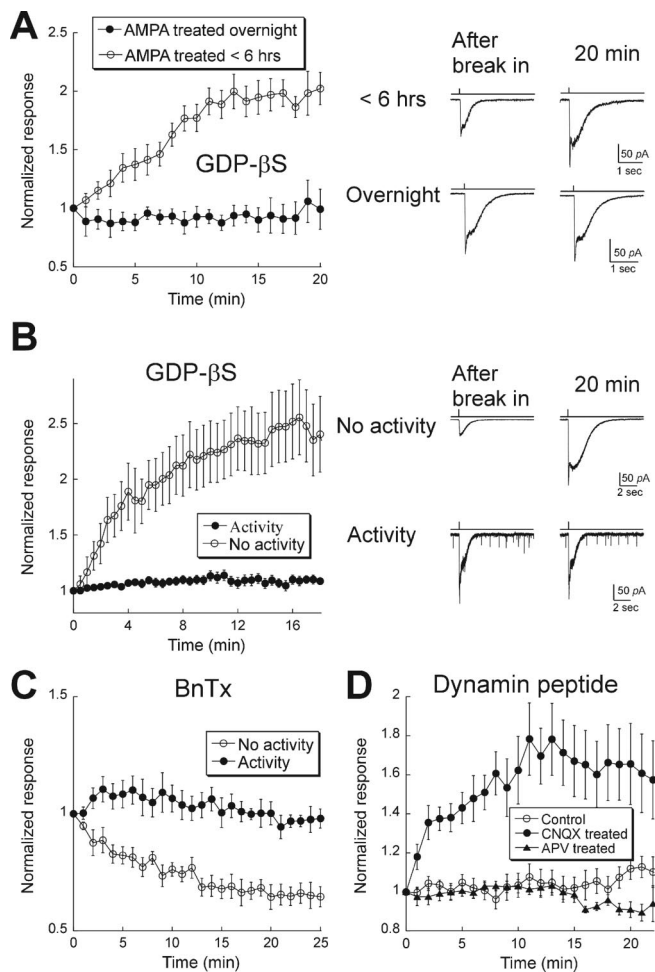 A
AMPA treated overnight
AMPA treated < 6 hrs
GDP-βS
Normalized response
2.5
2
1.5
1
0.5
0
5
10
15
20
Time (min)
After
break in
20 min
< 6 hrs
50 pA
1 sec
Overnight
50 pA
1 sec
B
GDP-βS
Normalized response
2.5
2
1.5
1
Activity
No activity
0
4
8
12
16
Time (min)
After
break in
20 min
No activity
50 pA
2 sec
Activity
50 pA
2 sec
C
BnTx
Normalized response
1.5
1
0.5
No activity
Activity
0
5
10
15
20
25
Time (min)
D
Dynamin peptide
Normalized response
2
1.8
1.6
1.4
1.2
1
0.8
Control
CNQX treated
APV treated
0
5
10
15
20
Time (min)